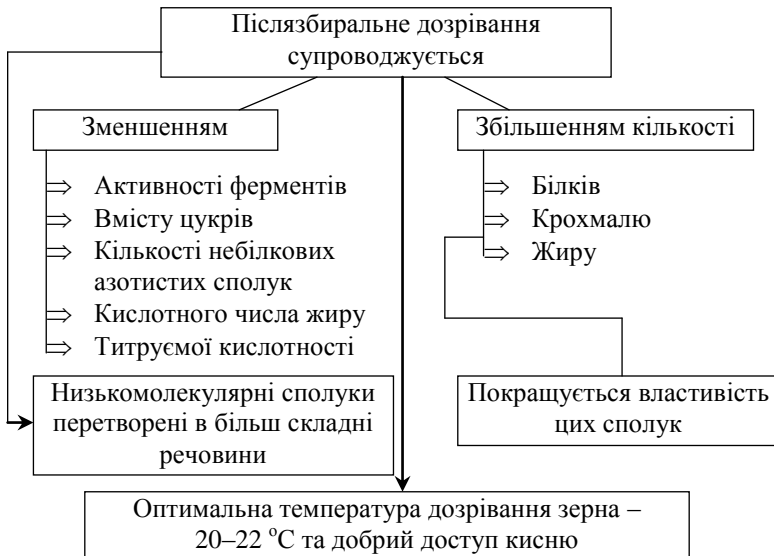 Післязбиральне дозрівання
супроводжується
Зменшенням
⇒ Активності ферментів
⇒ Вмісту цукрів
⇒ Кількості небілкових
азотистих сполук
⇒ Кислотного числа жиру
⇒ Титруємої кислотності
Збільшенням кількості
⇒ Білків
⇒ Крохмалю
⇒ Жиру
Низькомолекулярні сполуки
перетворені в більш складні
речовини
Покращується властивість
цих сполук
Оптимальна температура дозрівання зерна –
20–22 °С та добрий доступ кисню